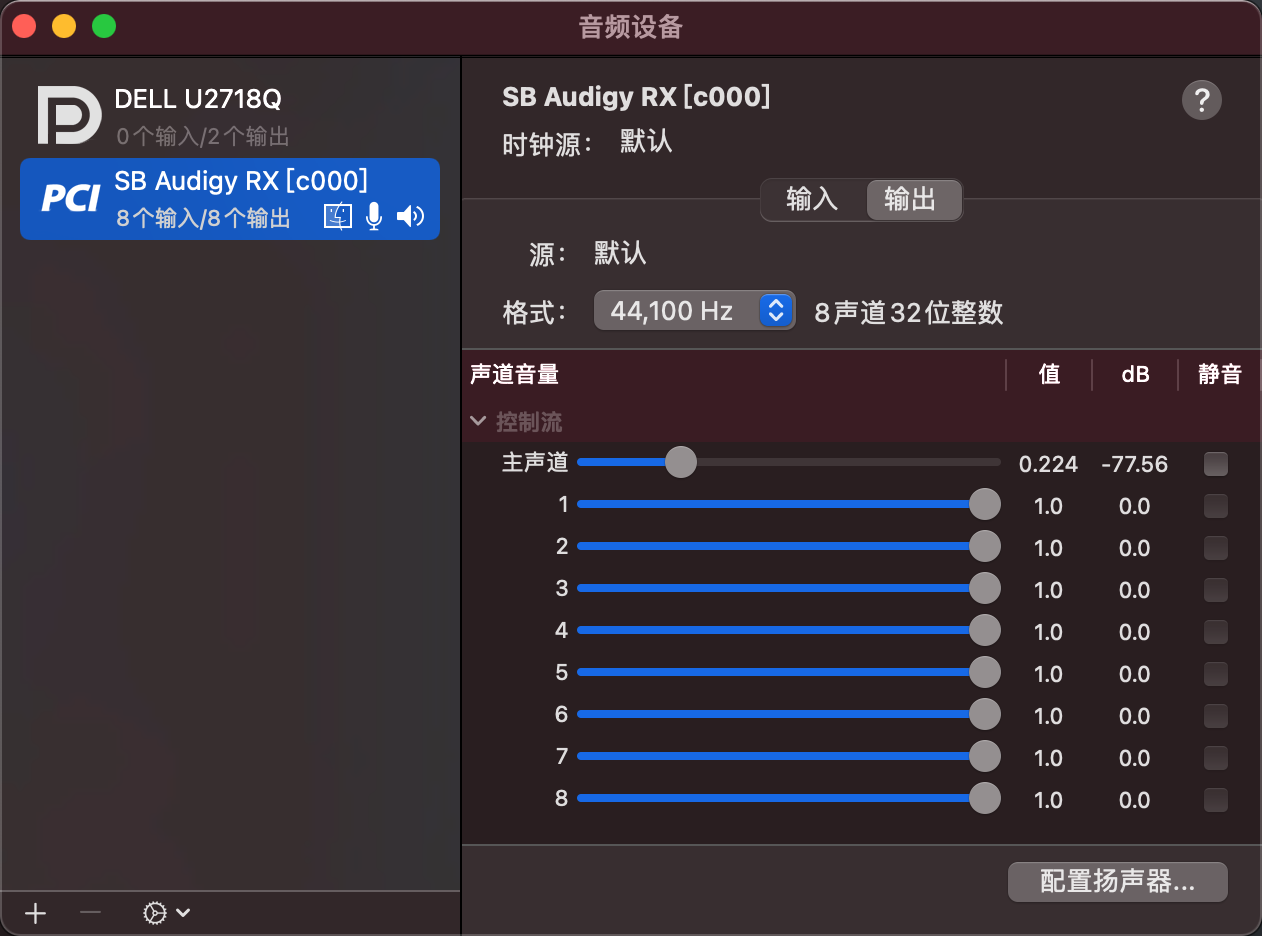 音频设备
DELL U2718Q
0个输入/2个输出
PCI
SB Audigy RX [c000]
8个输入/8个输出
SB Audigy RX [c000]
?
时钟源： 默认
输入 输出
源： 默认
格式： 44,100 Hz 8声道32位整数
声道音量 值 dB 静音
控制流
主声道 0.224 -77.56
1 1.0 0.0
2 1.0 0.0
3 1.0 0.0
4 1.0 0.0
5 1.0 0.0
6 1.0 0.0
7 1.0 0.0
8 1.0 0.0
配置扬声器...